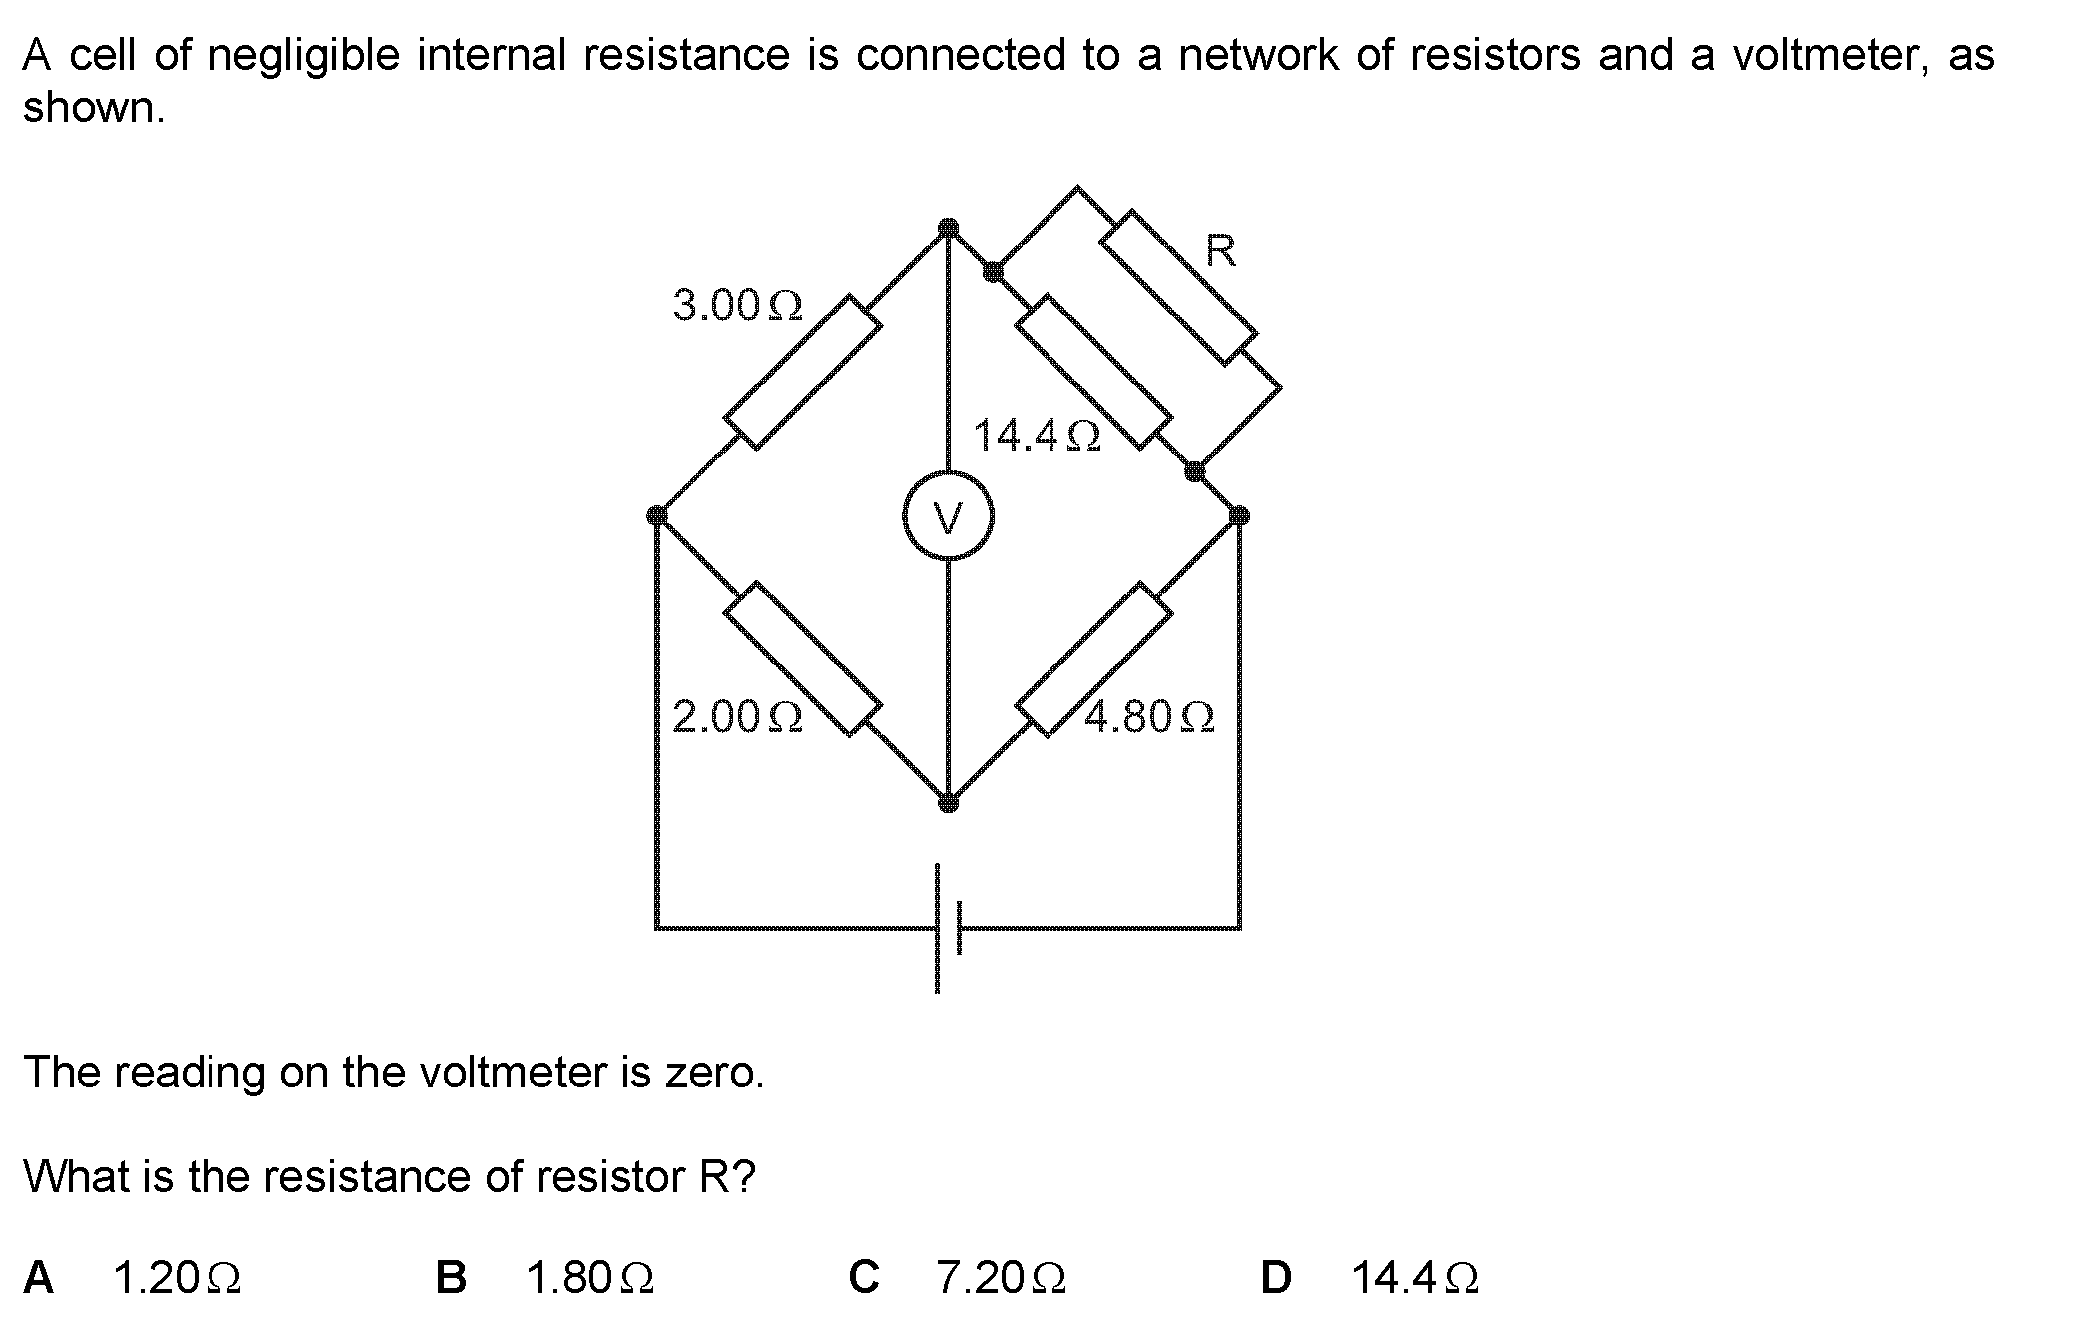 A cell of negligible internal resistance is connected to a network of resistors and a voltmeter, as
shown.
R
3.00 Ω
14.4 Ω
V
2.00 Ω
4.80 Ω
The reading on the voltmeter is zero.
What is the resistance of resistor R?
A 1.20 Ω B 1.80 Ω C 7.20 Ω D 14.4 Ω